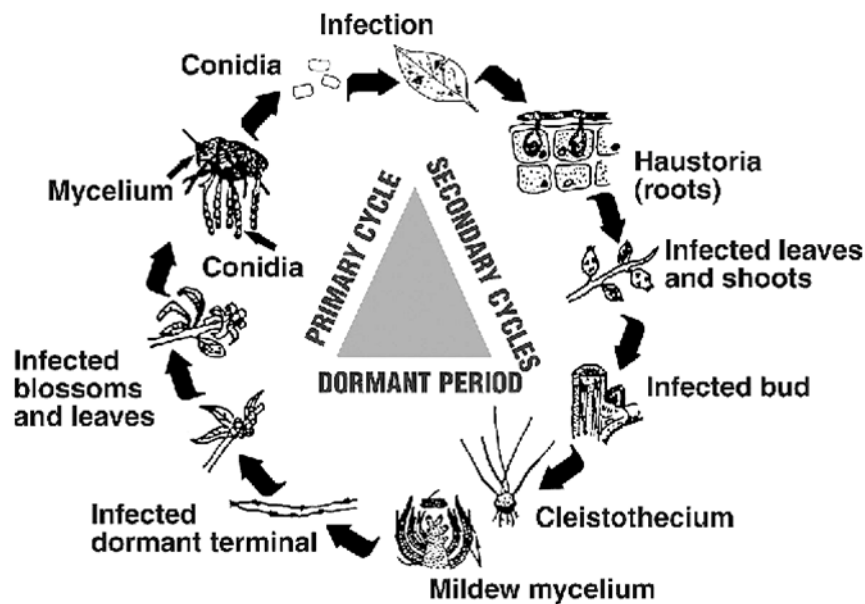 Infection
Conidia
Haustoria
(roots)
Mycelium
Conidia
Infected leaves
and shoots
PRIMARY CYCLE
SECONDARY CYCLES
DORMANT PERIOD
Infected
blossoms
and leaves
Infected bud
Cleistothecium
Infected
dormant terminal
Mildew mycelium